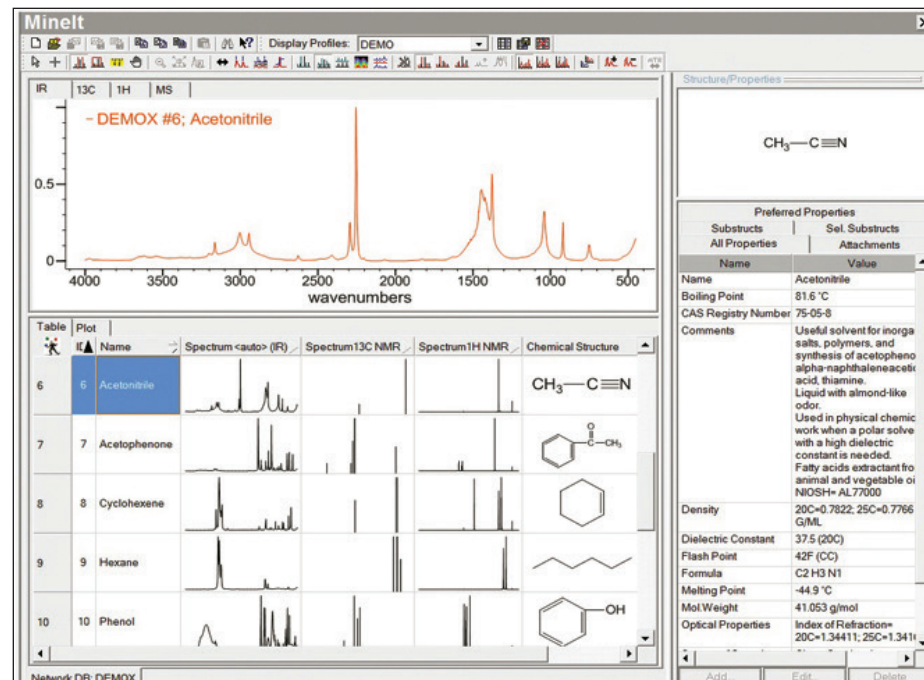 MineIt
Display Profiles: DEMO
Structure/Properties
IR 13C 1H MS
– DEMOX #6; Acetonitrile
CH₃—C≡N
0.5
0
4000 3500 3000 2500 2000 1500 1000 500
wavenumbers
Preferred Properties
Substructs Sel. Substructs
All Properties Attachments
Name Value
Name Acetonitrile
Boiling Point 81.6 °C
CAS Registry Number 75-05-8
Comments Useful solvent for inorga
salts, polymers, and
synthesis of acetopheno
alpha-naphthaleneacetic
acid, thiamine.
Liquid with almond-like
odor.
Used in physical chemic
work when a polar solve
with a high dielectric
constant is needed.
Fatty acids extractant fro
animal and vegetable oi
NIOSH= AL77000
Density 20C=0.7822; 25C=0.7766
G/ML
Dielectric Constant 37.5 (20C)
Flash Point 42F (CC)
Formula C2 H3 N1
Melting Point -44.9 °C
Mol.Weight 41.053 g/mol
Optical Properties Index of Refraction=
20C=1.34411; 25C=1.341
Add... Edit... Delete
Table Plot
Name Spectrum <auto> (IR) Spectrum13C NMR Spectrum1H NMR Chemical Structure
6 6 Acetonitrile CH₃—C≡N
7 7 Acetophenone O CH₃
8 8 Cyclohexene
9 9 Hexane
10 10 Phenol OH
Network DB: DEMOX